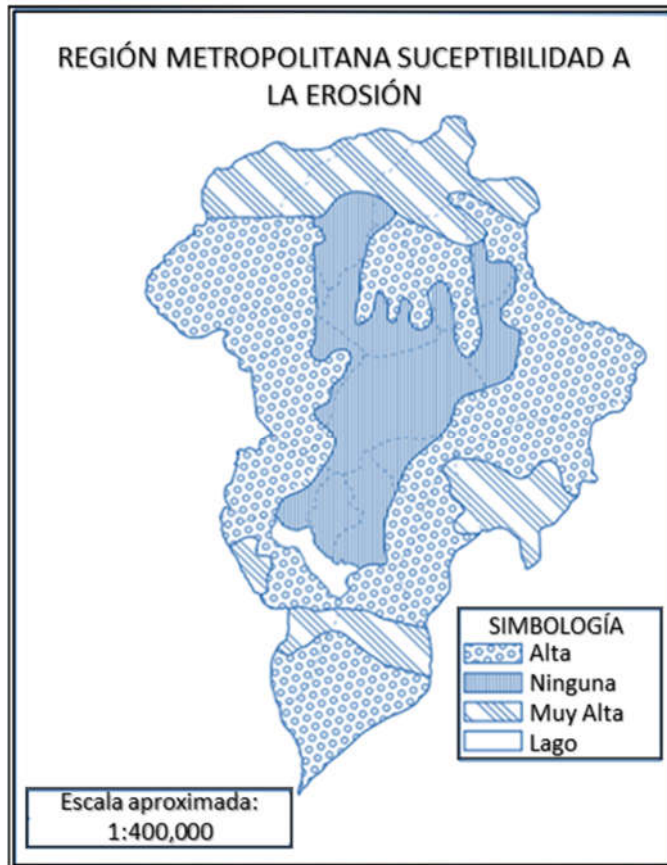 REGIÓN METROPOLITANA SUCEPTIBILIDAD A
LA EROSIÓN
SIMBOLOGÍA
Alta
Ninguna
Muy Alta
Lago
Escala aproximada:
1:400,000